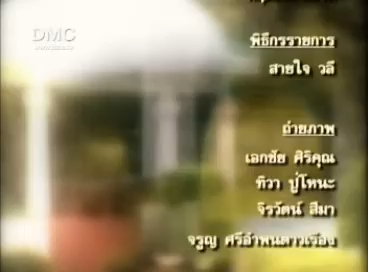 DMC
พิธีกรรายการ
สายใจ วลี
ถ่ายภาพ
เอกชัย ศิริคุณ
ทิวา ปู่โทนะ
จิรวัฒน์ สีมา
จรูญ ศรีอำพนดาวเรือง